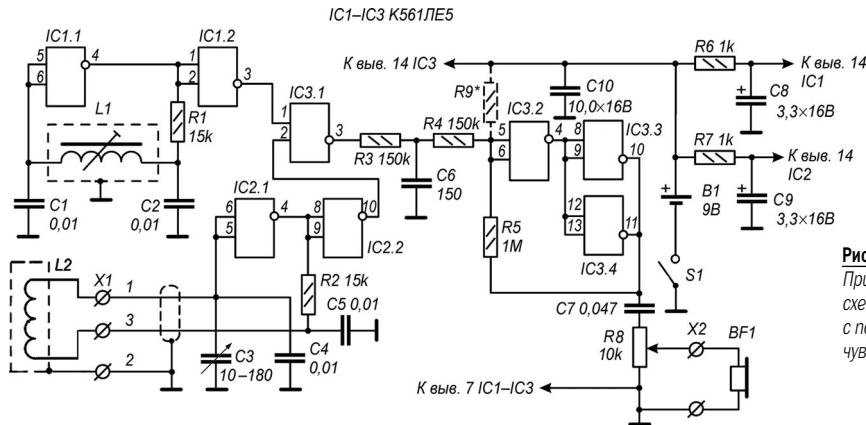 IC1–IC3 К561ЛЕ5
IC1.1
5
6
4
IC1.2
1
2
3
К выв. 14 IC3
R6 1k
К выв. 14
IC1
C8
3,3×16В
C10
10,0×16В
R9*
L1
R1
15k
IC3.1
1
2
3
R3 150k
R4 150k
IC3.2
5
6
4
8
9
IC3.3
10
R7 1k
К выв. 14
IC2
C9
3,3×16В
B1
9В
C6
150
C1
0,01
C2
0,01
IC2.1
6
5
4
8
9
10
IC2.2
12
13
11
IC3.4
R5
1M
S1
L2
X1
1
3
2
R2 15k
C5 0,01
C3
10–180
C4
0,01
C7 0,047
R8
10k
X2
BF1
К выв. 7 IC1–IC3
Рис
При
схе
с по
чув